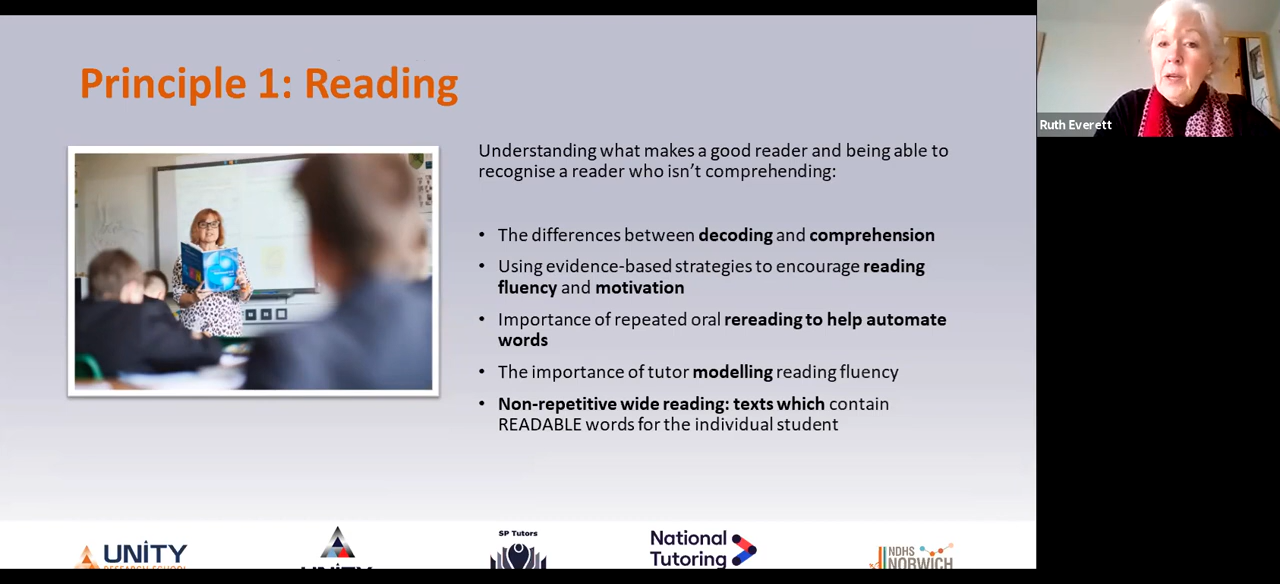 Principle 1: Reading
Understanding what makes a good reader and being able to
recognise a reader who isn't comprehending:
• The differences between decoding and comprehension
• Using evidence-based strategies to encourage reading
fluency and motivation
• Importance of repeated oral rereading to help automate
words
• The importance of tutor modelling reading fluency
• Non-repetitive wide reading: texts which contain
READABLE words for the individual student
Ruth Everett
UNITY
RESEARCH SCHOOL
UNITY
SP Tutors
National
Tutoring
NDHS
NORWICH